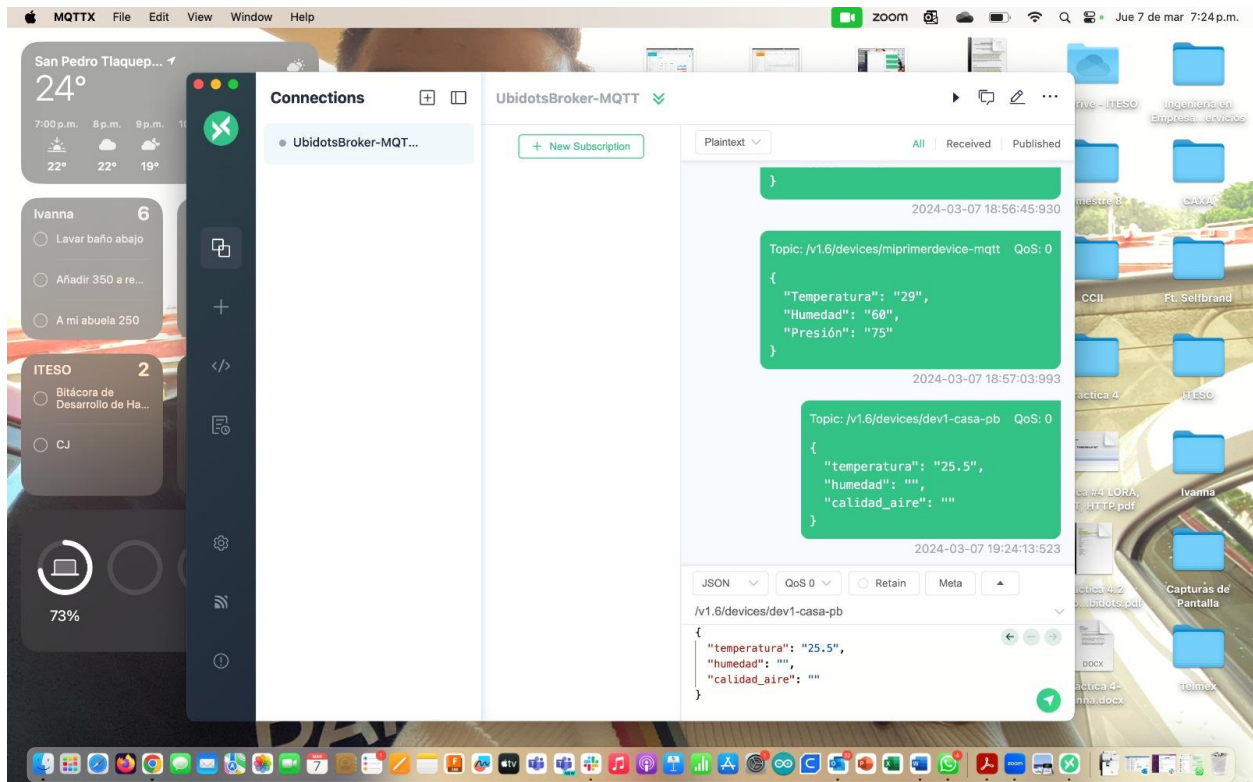 MQTTX File Edit View Window Help
zoom
Jue 7 de mar 7:24 p.m.
San Pedro Tlaquep...
24°
7:00 p.m. 8 p.m. 9 p.m.
22° 22° 19°
Ivanna 6
Lavar baño abajo
Añadir 350 a re...
A mi abuela 250
ITESO 2
Bitácora de
Desarrollo de Ha...
CJ
73%
Connections
UbidotsBroker-MQT...
UbidotsBroker-MQTT
+ New Subscription
Plaintext
All Received Published
}
2024-03-07 18:56:45:930
Topic: /v1.6/devices/miprimerdevice-mqtt QoS: 0
{
"Temperatura": "29",
"Humedad": "60",
"Presión": "75"
}
2024-03-07 18:57:03:993
Topic: /v1.6/devices/dev1-casa-pb QoS: 0
{
"temperatura": "25.5",
"humedad": "",
"calidad_aire": ""
}
2024-03-07 19:24:13:523
JSON QoS 0 Retain Meta
/v1.6/devices/dev1-casa-pb
{
"temperatura": "25.5",
"humedad": "",
"calidad_aire": ""
}
Ingeniería en
CAXA
CCII
Ft. Selfbrand
ITESO
Ivanna
Capturas de
Pantalla
DOCX
Telmex